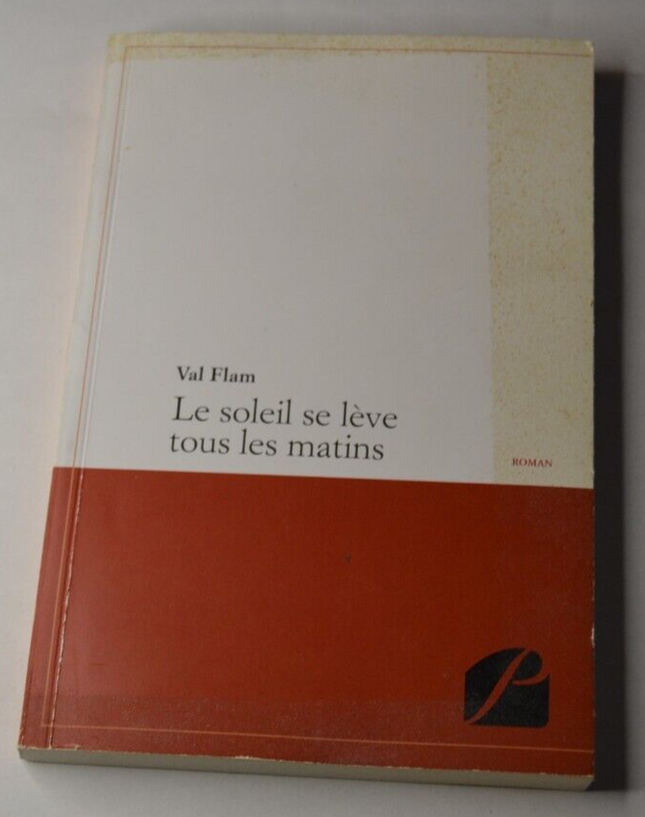 Val Flam
Le soleil se lève
tous les matins
ROMAN
P